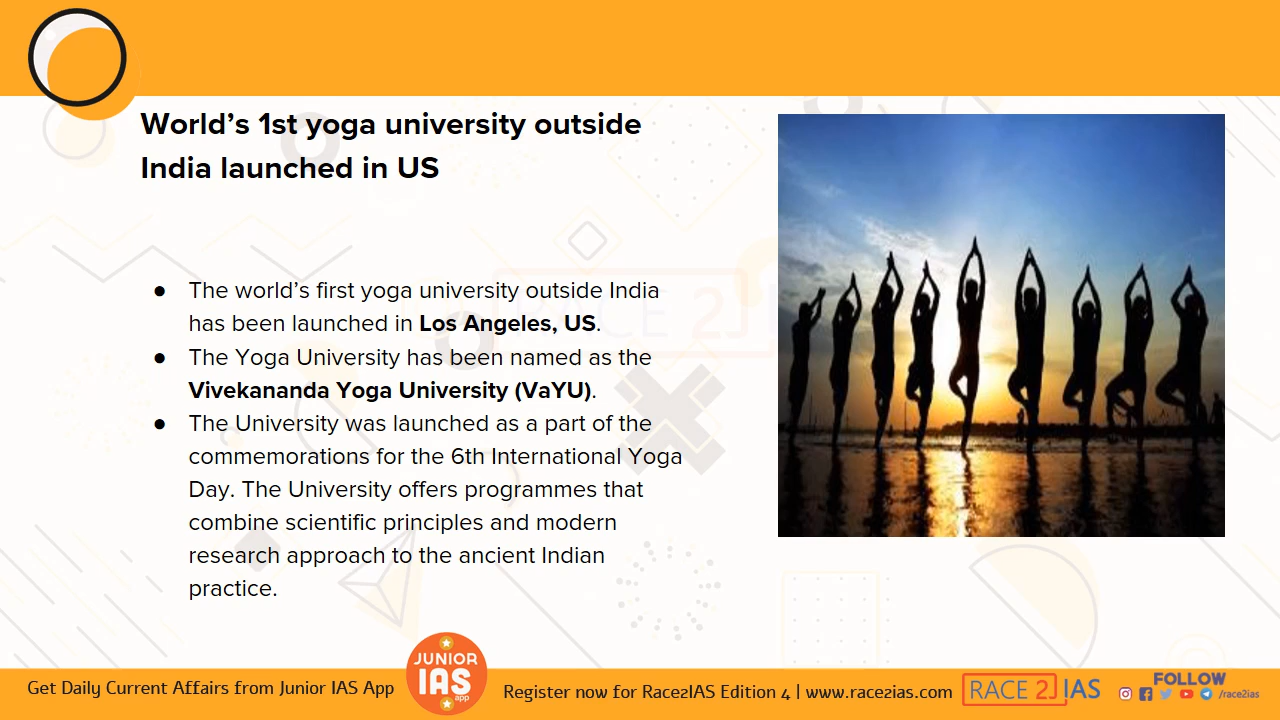 World’s 1st yoga university outside
India launched in US
● The world’s first yoga university outside India
has been launched in Los Angeles, US.
● The Yoga University has been named as the
Vivekananda Yoga University (VaYU).
● The University was launched as a part of the
commemorations for the 6th International Yoga
Day. The University offers programmes that
combine scientific principles and modern
research approach to the ancient Indian
practice.
RACE 2
Get Daily Current Affairs from Junior IAS App
JUNIOR
IAS
app
Register now for Race2IAS Edition 4 | www.race2ias.com
RACE 2 IAS
FOLLOW
/race2ias